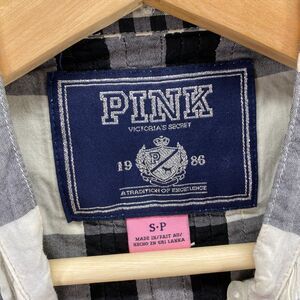 PINK
VICTORIA'S SECRET
19 86
A TRADITION OF EXCELLENCE
S·P
MADE IN/FAIT AU/
HECHO EN SRI LANKA